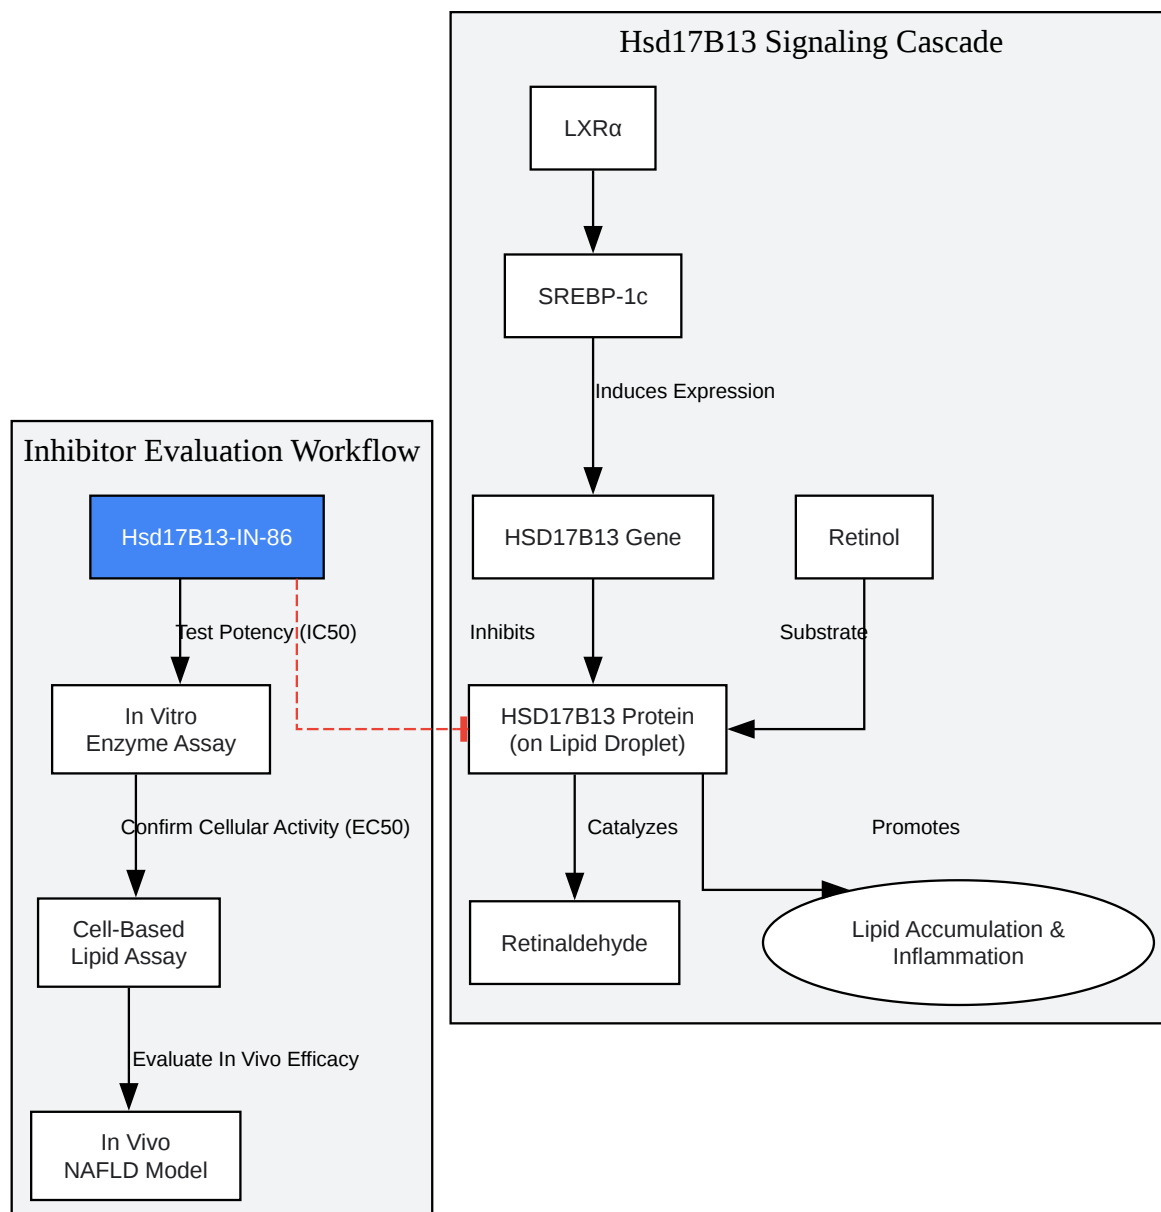 Hsd17B13 Signaling Cascade
LXRα
SREBP-1c
Induces Expression
HSD17B13 Gene
Retinol
Inhibits
Substrate
HSD17B13 Protein
(on Lipid Droplet)
Catalyzes
Promotes
Retinaldehyde
Lipid Accumulation &
Inflammation
Inhibitor Evaluation Workflow
Hsd17B13-IN-86
Test Potency (IC50)
In Vitro
Enzyme Assay
Confirm Cellular Activity (EC50)
Cell-Based
Lipid Assay
Evaluate In Vivo Efficacy
In Vivo
NAFLD Model